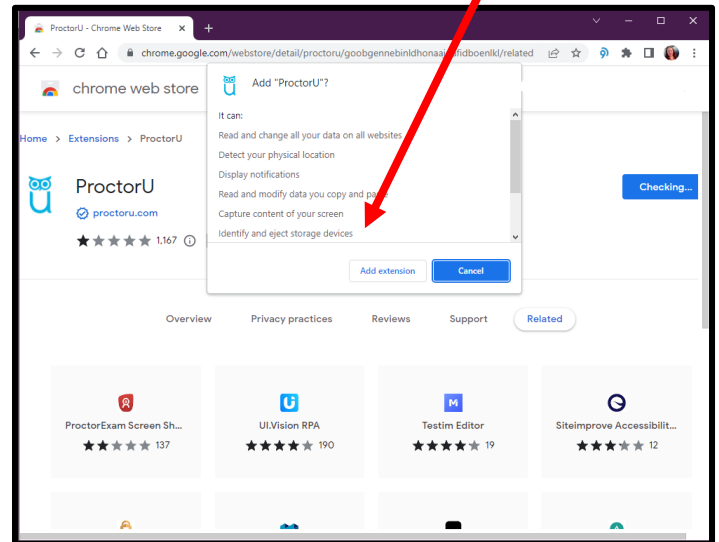 ProctorU - Chrome Web Store
chrome.google.com/webstore/detail/proctoru/goobgennebinldhonaa
fidboenlkl/related
chrome web store
Home > Extensions > ProctorU
ProctorU
proctoru.com
1,167
Checking...
Add "ProctorU"?
It can:
Read and change all your data on all websites
Detect your physical location
Display notifications
Read and modify data you copy and paste
Capture content of your screen
Identify and eject storage devices
Add extension
Cancel
Overview
Privacy practices
Reviews
Support
Related
ProctorExam Screen Sh...
137
UI.Vision RPA
190
Testim Editor
19
Siteimprove Accessibilit...
12